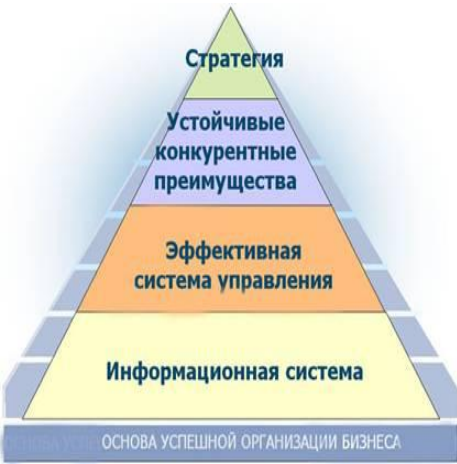 Стратегия
Устойчивые
конкурентные
преимущества
Эффективная
система управления
Информационная система
ОСНОВА УСПЕШНОЙ ОРГАНИЗАЦИИ БИЗНЕСА